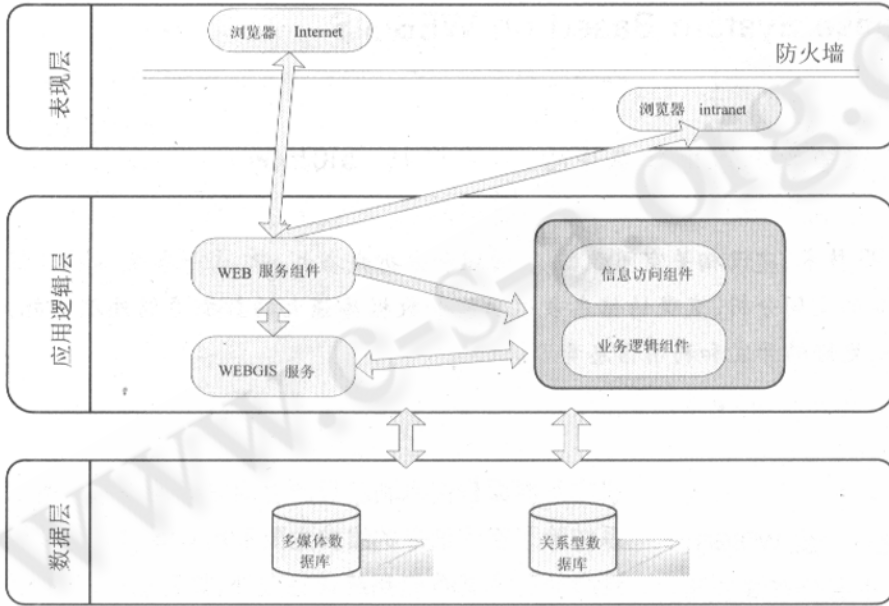 浏览器 Internet
防火墙
表现层
浏览器 intranet
WEB 服务组件
信息访问组件
应用逻辑层
业务逻辑组件
WEBGIS 服务
数据层
多媒体数
据库
关系型数
据库
www.c-s-a.org.c